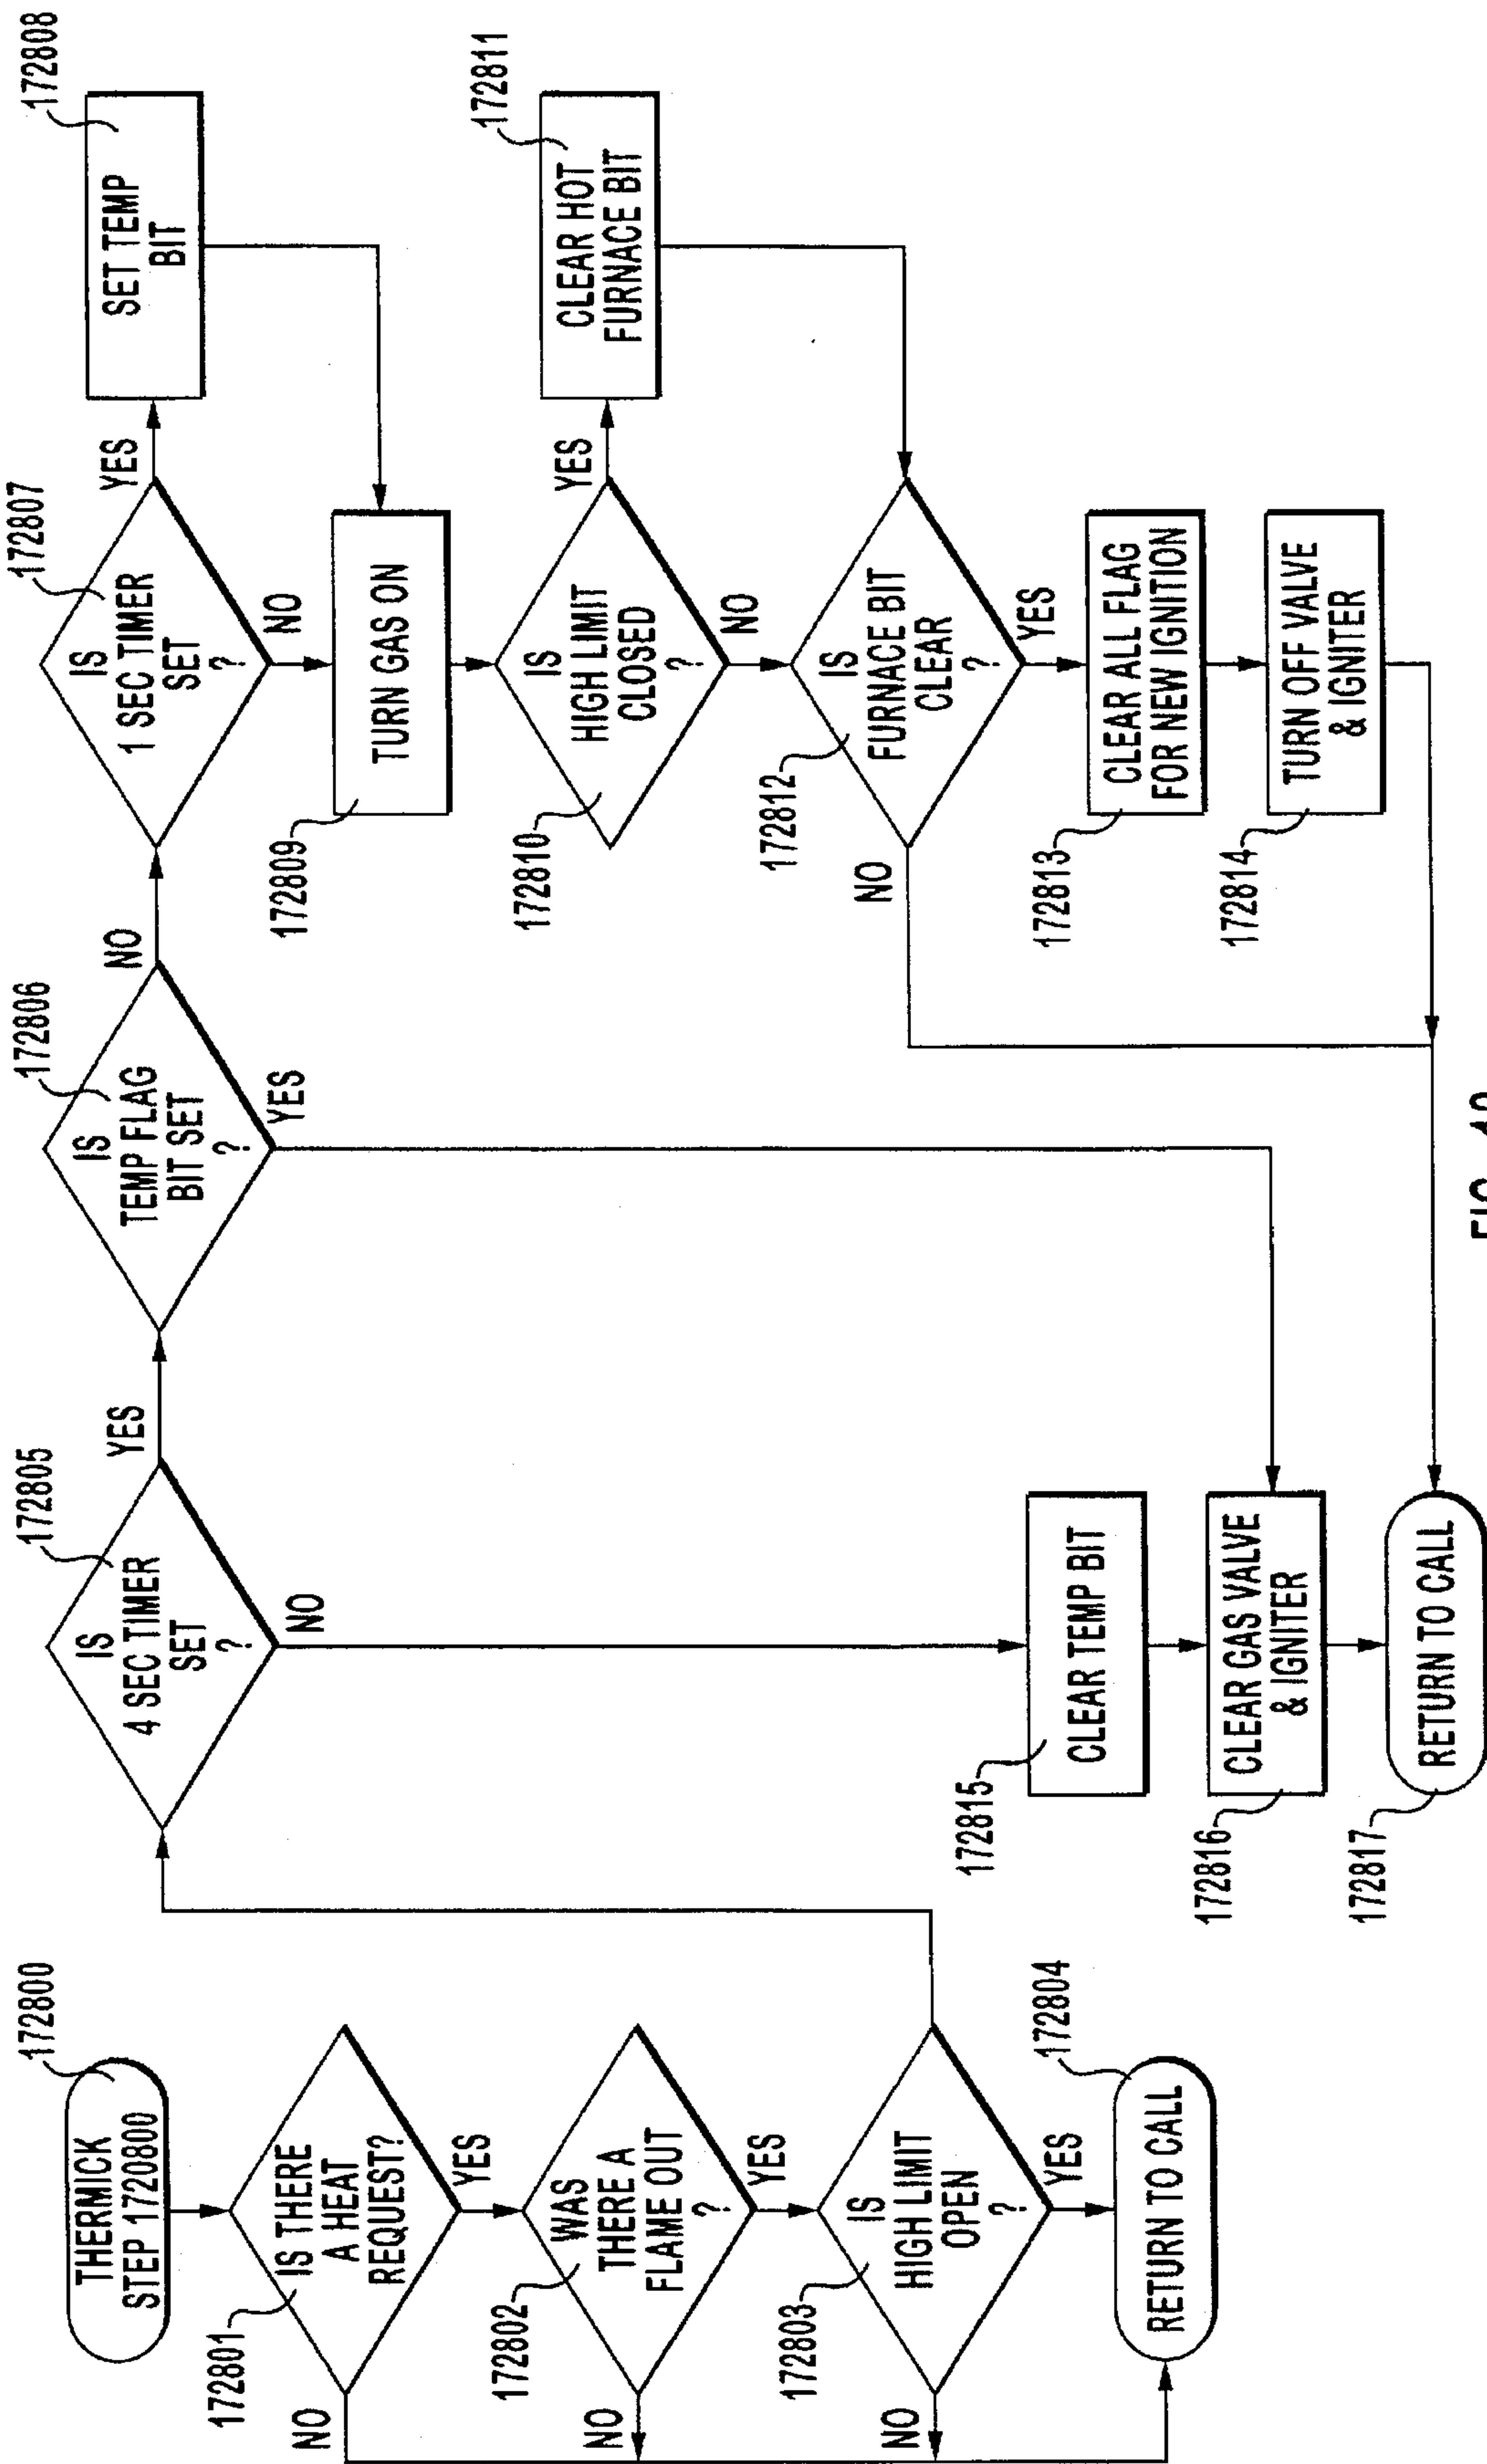 THERMICK
STEP 1720800
172800
IS THERE
A HEAT
REQUEST?
172801
NO
YES
WAS
THERE A
FLAME OUT
?
172802
NO
YES
IS
HIGH LIMIT
OPEN
?
172803
NO
YES
RETURN TO CALL
172804
IS
4 SEC TIMER
SET
?
172805
YES
NO
IS
TEMP FLAG
BIT SET
?
172806
NO
YES
IS
1 SEC TIMER
SET
?
172807
YES
NO
SET TEMP
BIT
172808
TURN GAS ON
172809
IS
HIGH LIMIT
CLOSED
?
172810
YES
NO
CLEAR HOT
FURNACE BIT
172811
IS
FURNACE BIT
CLEAR
?
172812
NO
YES
CLEAR ALL FLAG
FOR NEW IGNITION
172813
TURN OFF VALVE
& IGNITER
172814
CLEAR TEMP BIT
172815
CLEAR GAS VALVE
& IGNITER
172816
RETURN TO CALL
172817